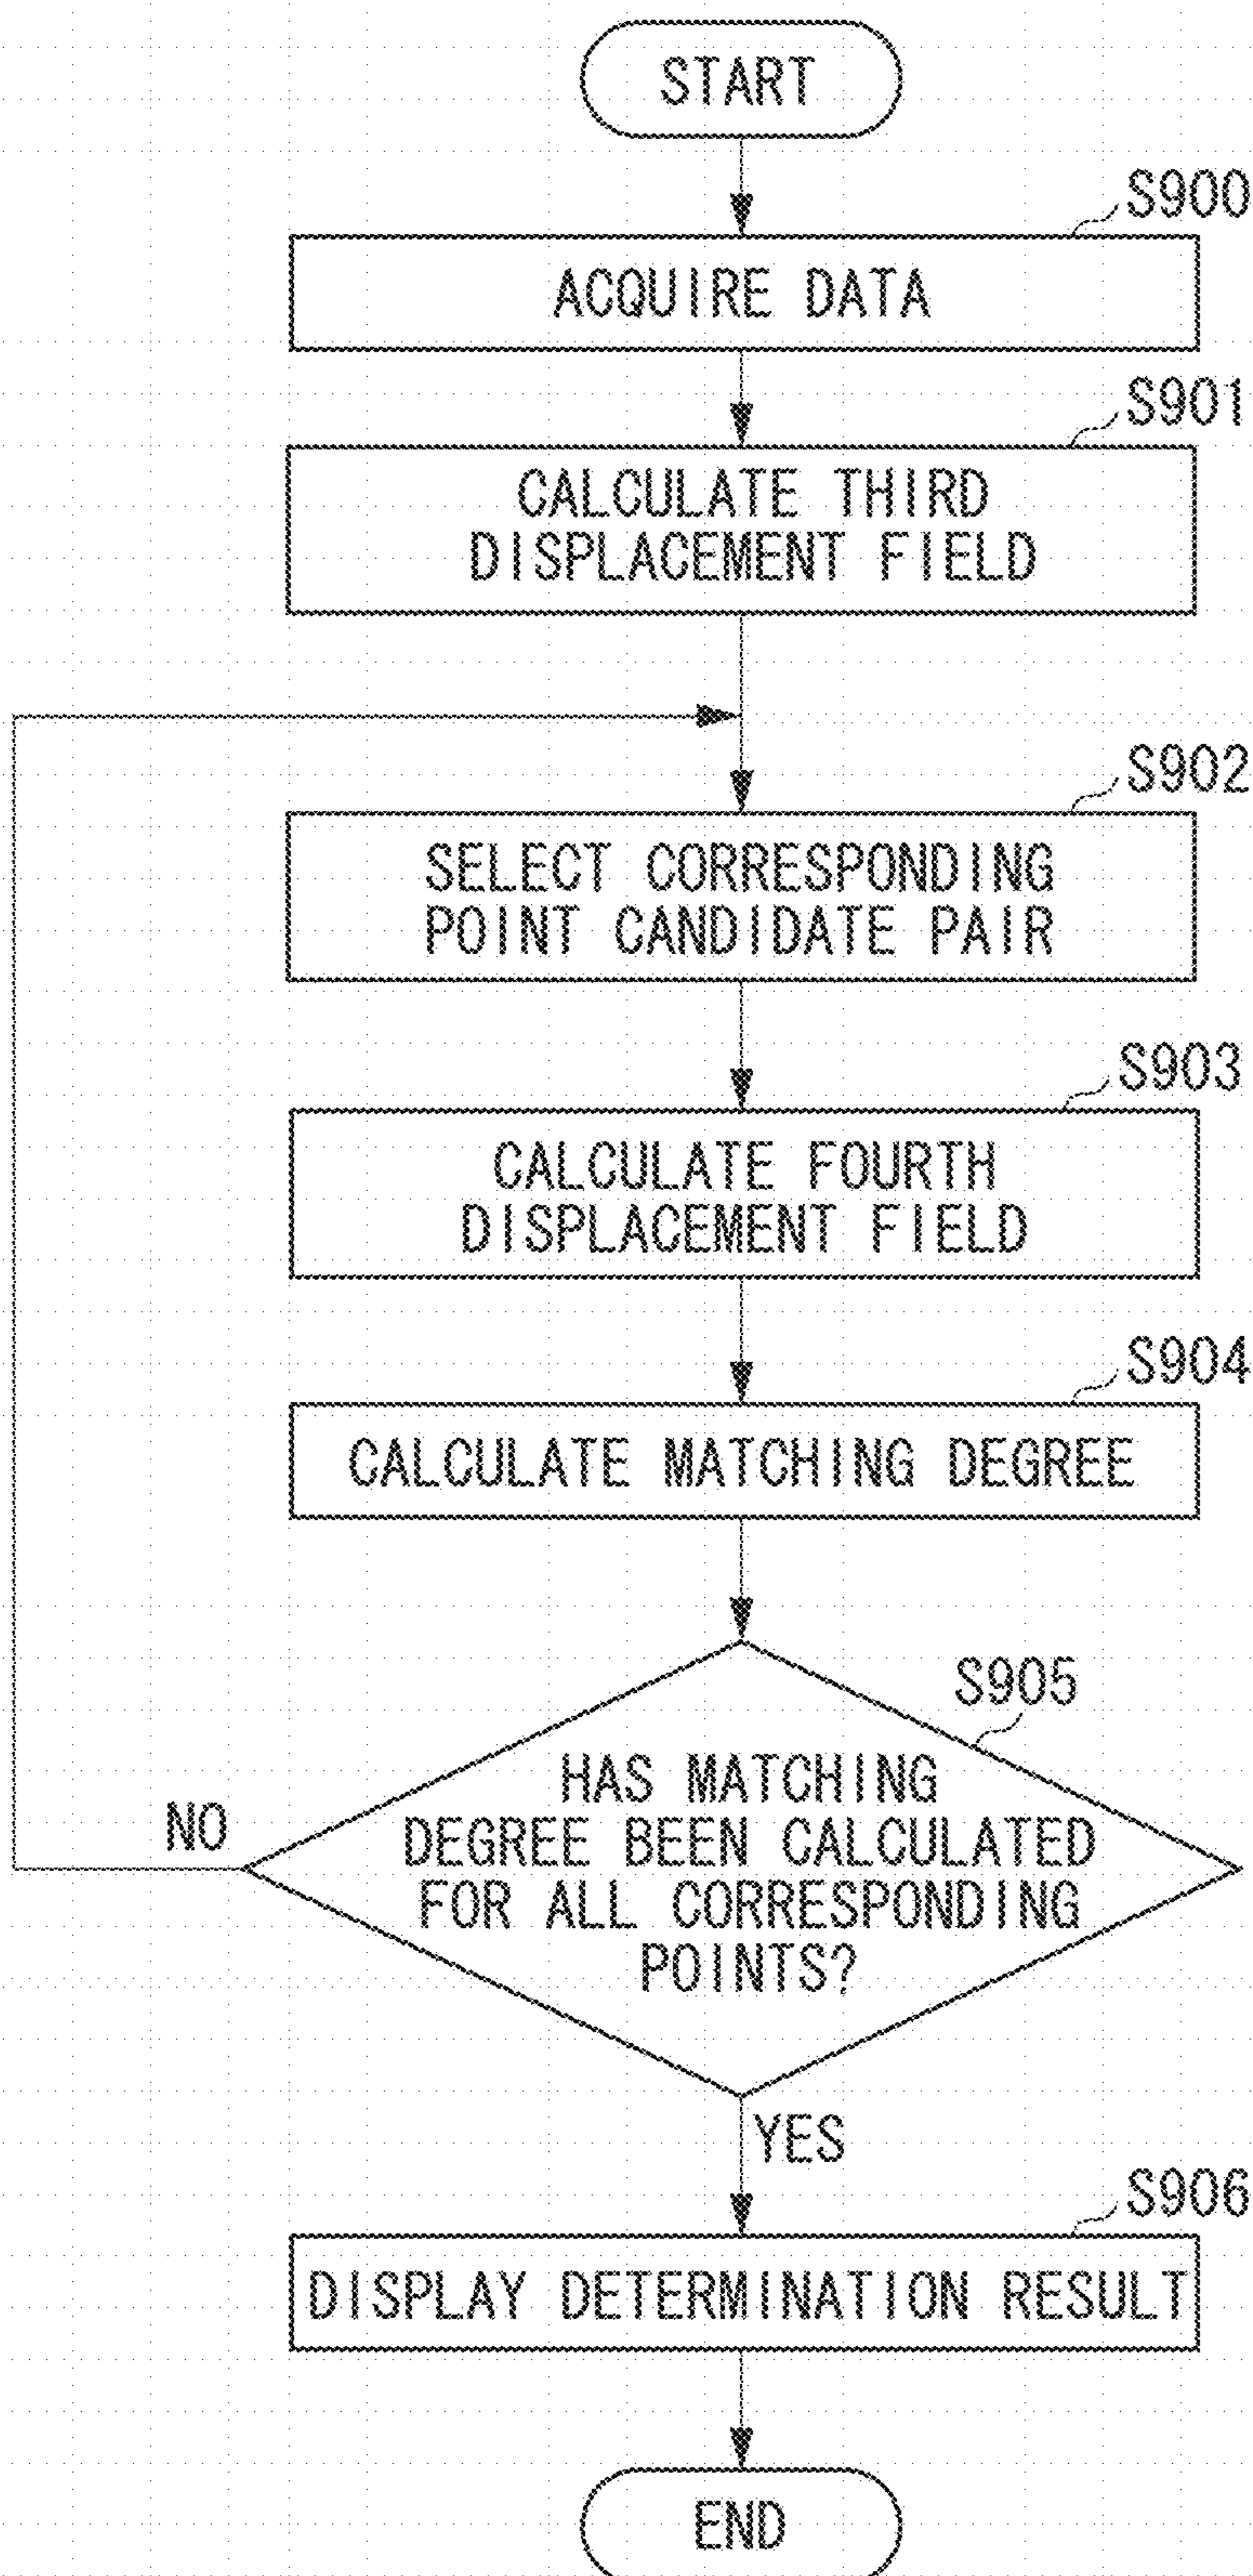 START
S900
ACQUIRE DATA
S901
CALCULATE THIRD
DISPLACEMENT FIELD
S902
SELECT CORRESPONDING
POINT CANDIDATE PAIR
S903
CALCULATE FOURTH
DISPLACEMENT FIELD
S904
CALCULATE MATCHING DEGREE
S905
HAS MATCHING
DEGREE BEEN CALCULATED
FOR ALL CORRESPONDING
POINTS?
NO
YES
S906
DISPLAY DETERMINATION RESULT
END